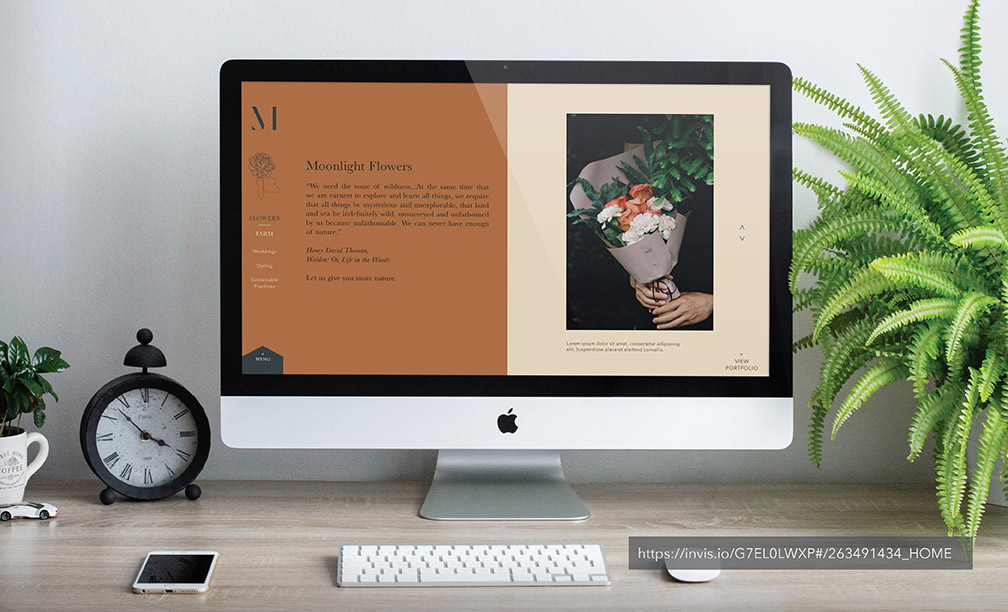 M
Moonlight Flowers
“We need the tonic of wildness...At the same time that
we are earnest to explore and learn all things, we require
that all things be mysterious and unexplorable, that land
and sea be indefinitely wild, unsurveyed and unfathomed
by us because unfathomable. We can never have enough
of nature.”
Henry David Thoreau,
Walden: Or, Life in the Woods
Let us give you more nature.
FLOWERS
FARM
Weddings
Styling
Sustainable
Practices
MENU
Lorem ipsum dolor sit amet, consectetur adipiscing
elit. Suspendisse placerat eleifend convallis.
VIEW
PORTFOLIO
Paris
COFFEE
https://invis.io/G7EL0LWXP#/263491434_HOME